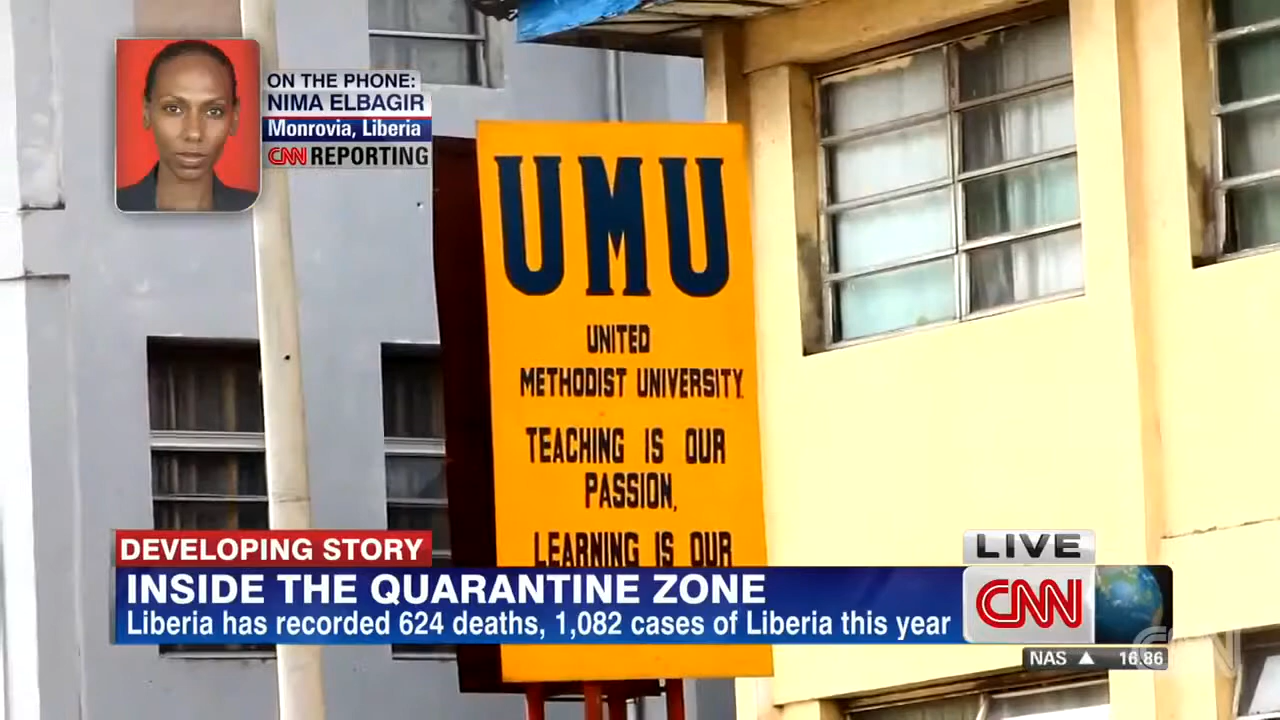 ON THE PHONE:
NIMA ELBAGIR
Monrovia, Liberia
CNN REPORTING
UMU
UNITED
METHODIST UNIVERSITY.
TEACHING IS OUR
PASSION,
LEARNING IS OUR
DEVELOPING STORY
INSIDE THE QUARANTINE ZONE
Liberia has recorded 624 deaths, 1,082 cases of Liberia this year
LIVE
CNN
CNN
NAS ▲ 16.86